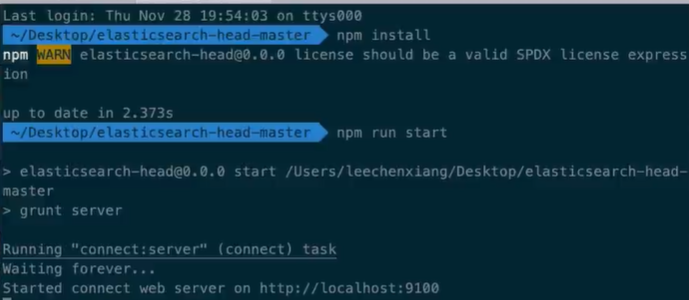 Last login: Thu Nov 28 19:54:03 on ttys000
~/Desktop/elasticsearch-head-master npm install
npm WARN elasticsearch-head@0.0.0 license should be a valid SPDX license express
ion
up to date in 2.373s
~/Desktop/elasticsearch-head-master npm run start
> elasticsearch-head@0.0.0 start /Users/leechenxiang/Desktop/elasticsearch-head-
master
> grunt server
Running "connect:server" (connect) task
Waiting forever...
Started connect web server on http://localhost:9100